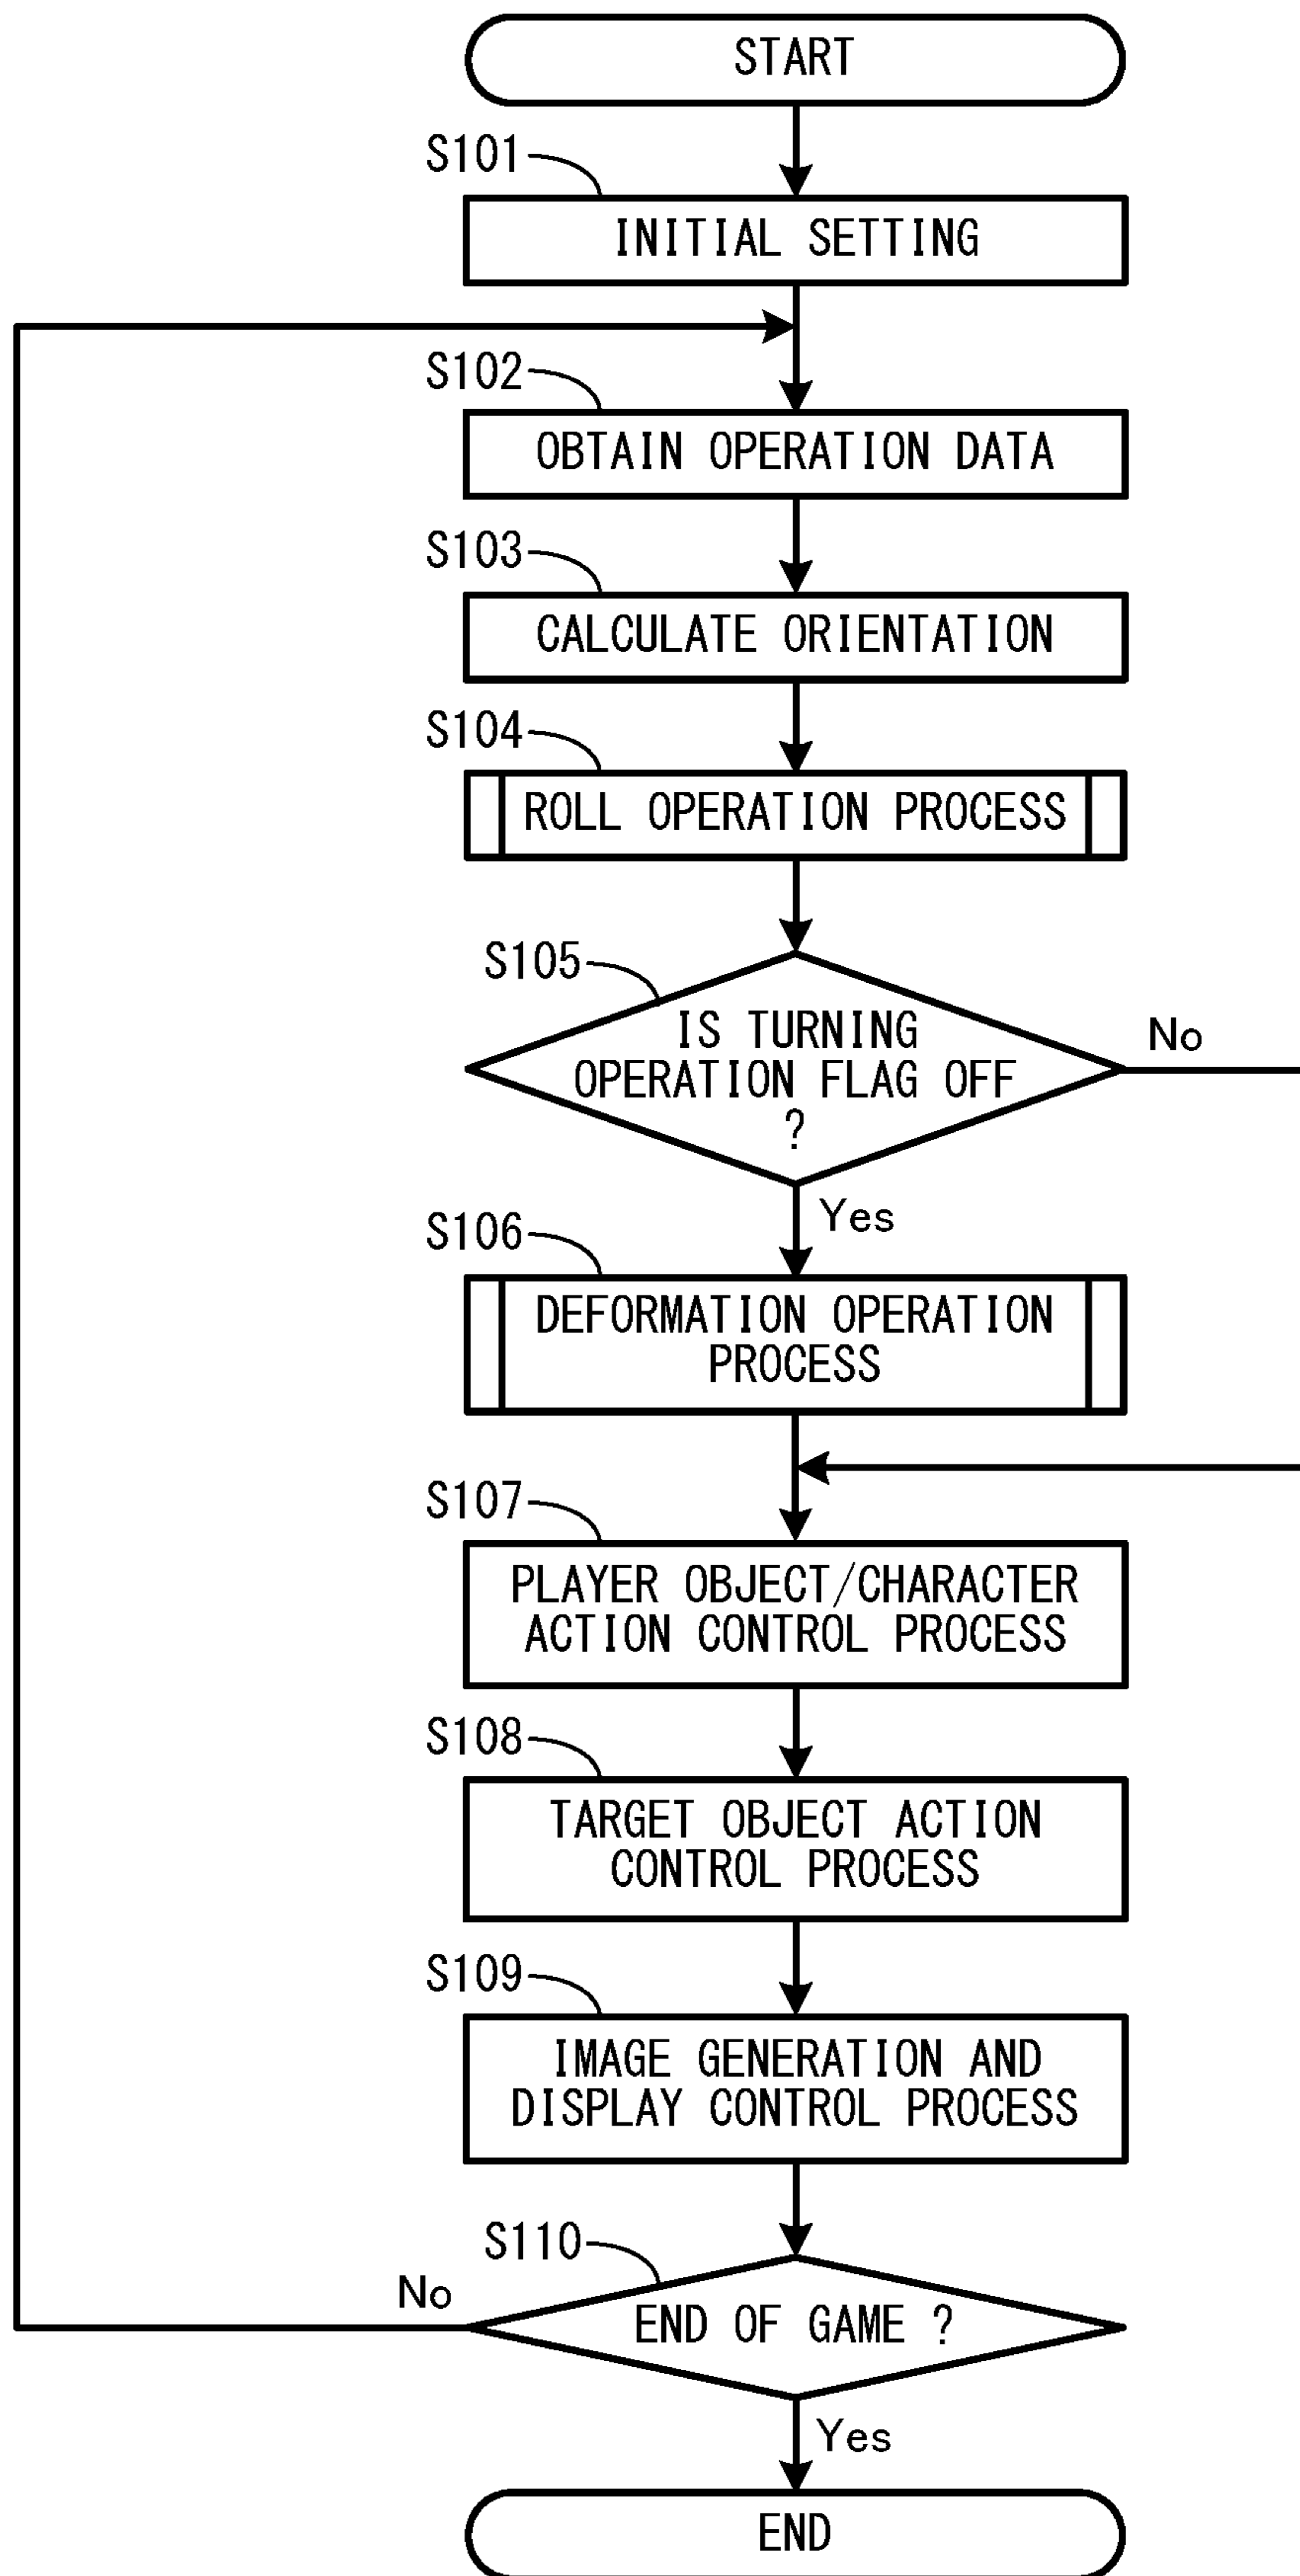 START
S101
INITIAL SETTING
S102
OBTAIN OPERATION DATA
S103
CALCULATE ORIENTATION
S104
ROLL OPERATION PROCESS
S105
IS TURNING
OPERATION FLAG OFF
?
No
Yes
S106
DEFORMATION OPERATION
PROCESS
S107
PLAYER OBJECT/CHARACTER
ACTION CONTROL PROCESS
S108
TARGET OBJECT ACTION
CONTROL PROCESS
S109
IMAGE GENERATION AND
DISPLAY CONTROL PROCESS
S110
No
END OF GAME ?
Yes
END